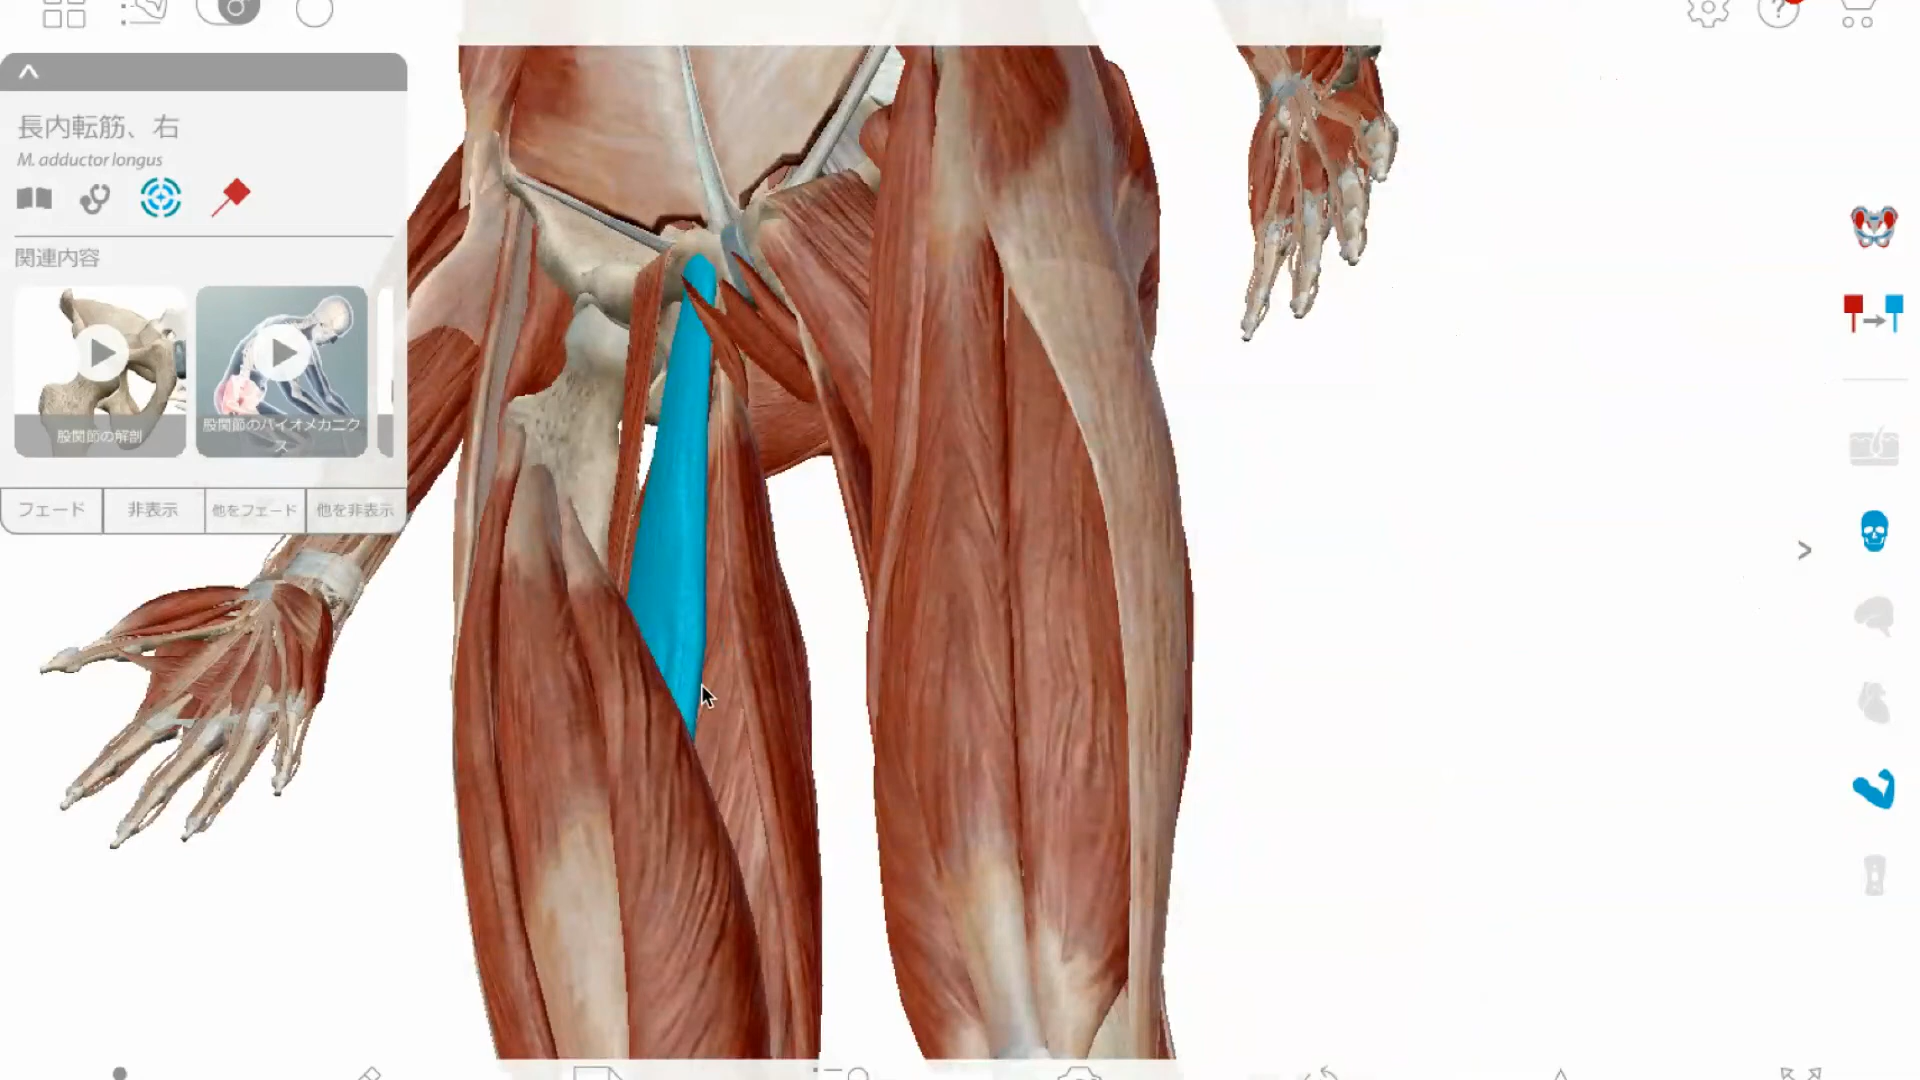 長内転筋、右
M. adductor longus
関連内容
股関節の解剖
股関節のバイオメカニク
ス
フェード
非表示
他をフェード
他を非表示